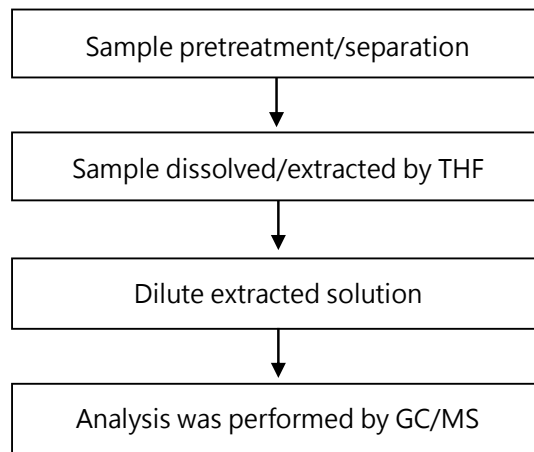 Sample pretreatment/separation
Sample dissolved/extracted by THF
Dilute extracted solution
Analysis was performed by GC/MS